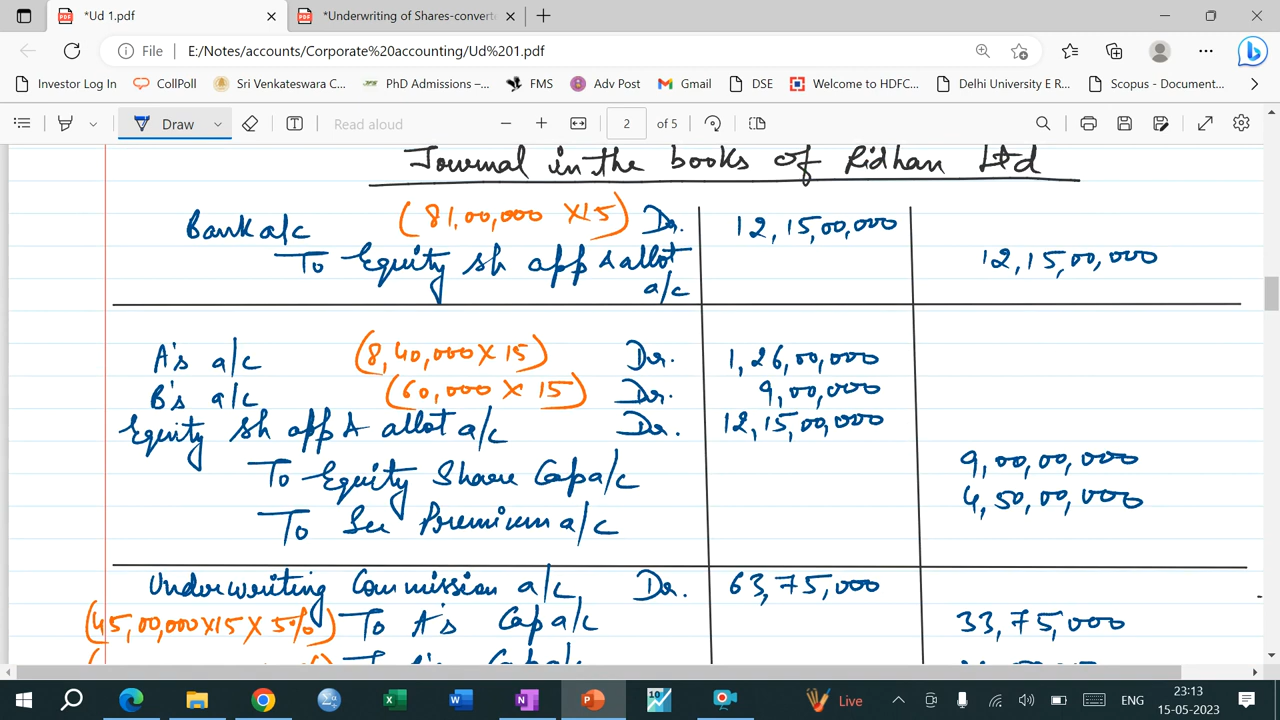 *Ud 1.pdf
*Underwriting of Shares-converte
File
E:/Notes/accounts/Corporate%20accounting/Ud%201.pdf
Investor Log In
CollPoll
Sri Venkateswara C...
PhD Admissions –...
FMS
Adv Post
Gmail
DSE
Welcome to HDFC...
Delhi University E R...
Scopus - Document...
Draw
Read aloud
2
of 5
Journal in the books of Ridhan Ltd
Bank a/c (81,00,000 X15) Dr. 12,15,00,000
To Equity sh app & allot a/c 12,15,00,000
A's a/c (8,40,000 X 15) Dr. 1,26,00,000
B's a/c (60,000 X 15) Dr. 9,00,000
Equity sh app & allot a/c Dr. 12,15,00,000
To Equity Share Cap a/c 9,00,00,000
To Sec Premium a/c 4,50,00,000
Underwriting Commission a/c Dr. 63,75,000
(45,00,000X15X5%) To A's Cap a/c 33,75,000
Live
ENG
23:13
15-05-2023